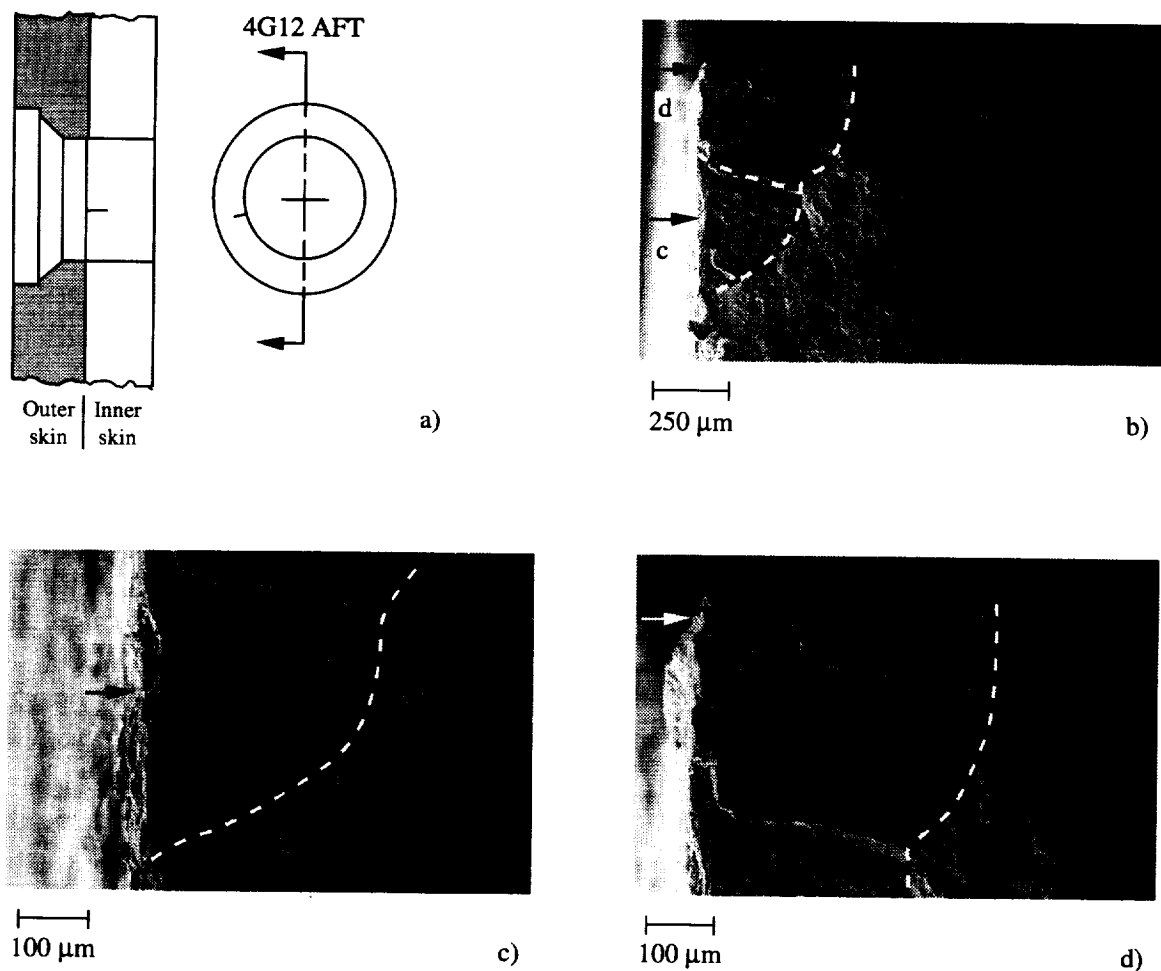 4G12 AFT
Outer skin
Inner skin
a)
d
c
250 μm
b)
100 μm
c)
100 μm
d)